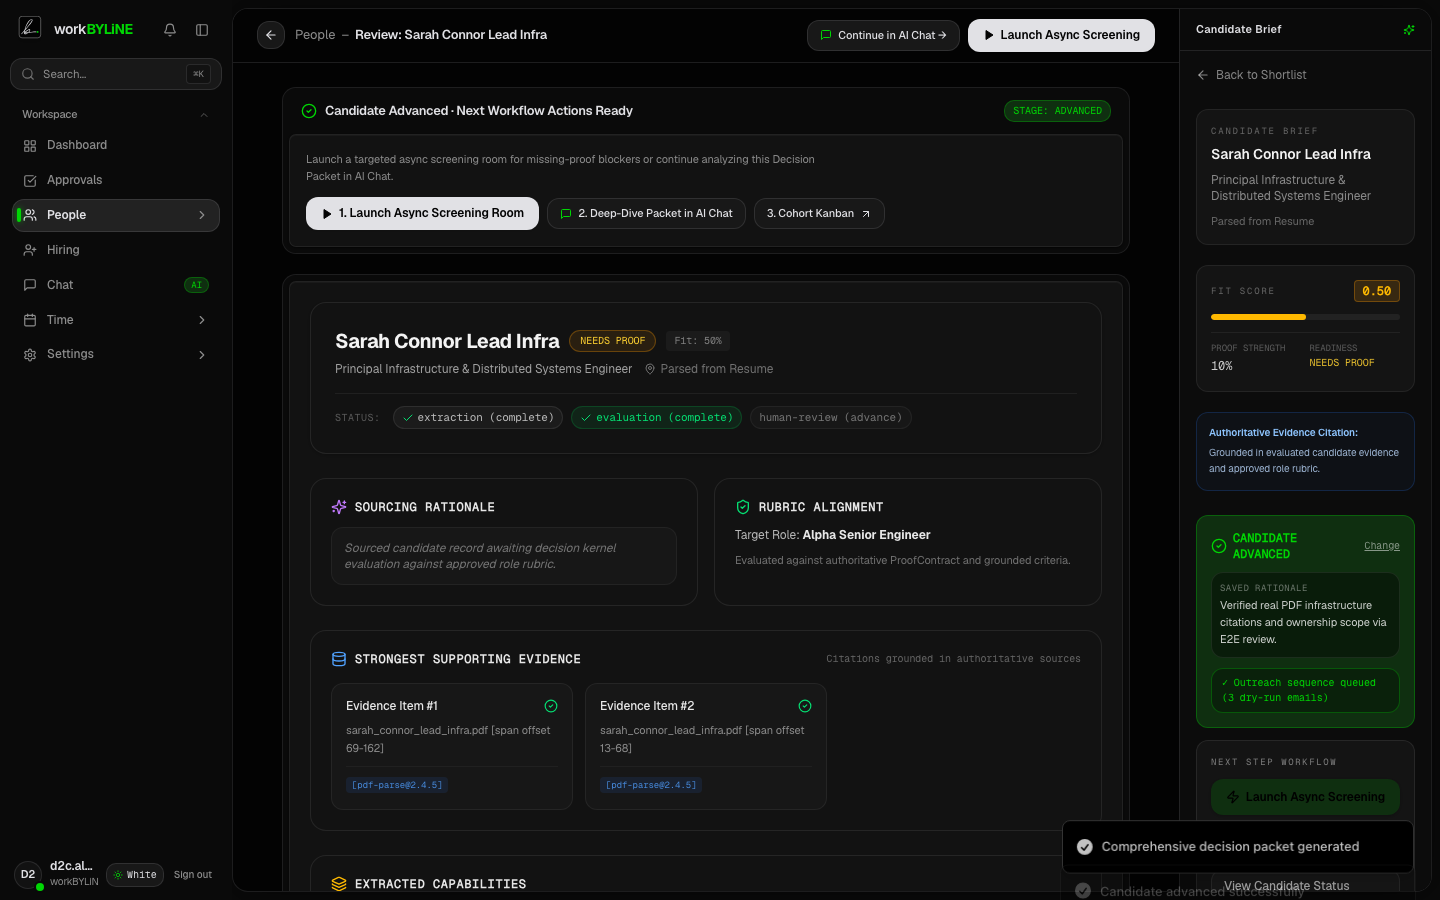 workBYLINE
Search...
⌘K
Workspace
Dashboard
Approvals
People
Hiring
Chat
AI
Time
Settings
D2
d2c.al...
workBYLIN
White
Sign out
People – Review: Sarah Connor Lead Infra
Continue in AI Chat →
Launch Async Screening
Candidate Advanced · Next Workflow Actions Ready
STAGE: ADVANCED
Launch a targeted async screening room for missing-proof blockers or continue analyzing this Decision
Packet in AI Chat.
1. Launch Async Screening Room
2. Deep-Dive Packet in AI Chat
3. Cohort Kanban
Sarah Connor Lead Infra
NEEDS PROOF
Fit: 50%
Principal Infrastructure & Distributed Systems Engineer
Parsed from Resume
STATUS:
extraction (complete)
evaluation (complete)
human-review (advance)
SOURCING RATIONALE
Sourced candidate record awaiting decision kernel
evaluation against approved role rubric.
RUBRIC ALIGNMENT
Target Role: Alpha Senior Engineer
Evaluated against authoritative ProofContract and grounded criteria.
STRONGEST SUPPORTING EVIDENCE
Citations grounded in authoritative sources
Evidence Item #1
sarah_connor_lead_infra.pdf [span offset
69-162]
[pdf-parse@2.4.5]
Evidence Item #2
sarah_connor_lead_infra.pdf [span offset
13-68]
[pdf-parse@2.4.5]
EXTRACTED CAPABILITIES
Candidate Brief
Back to Shortlist
CANDIDATE BRIEF
Sarah Connor Lead Infra
Principal Infrastructure &
Distributed Systems Engineer
Parsed from Resume
FIT SCORE
0.50
PROOF STRENGTH
10%
READINESS
NEEDS PROOF
Authoritative Evidence Citation:
Grounded in evaluated candidate evidence
and approved role rubric.
CANDIDATE
ADVANCED
Change
SAVED RATIONALE
Verified real PDF infrastructure
citations and ownership scope via
E2E review.
✓ Outreach sequence queued
(3 dry-run emails)
NEXT STEP WORKFLOW
Launch Async Screening
Comprehensive decision packet generated
View Candidate Status
Candidate advanced successfully